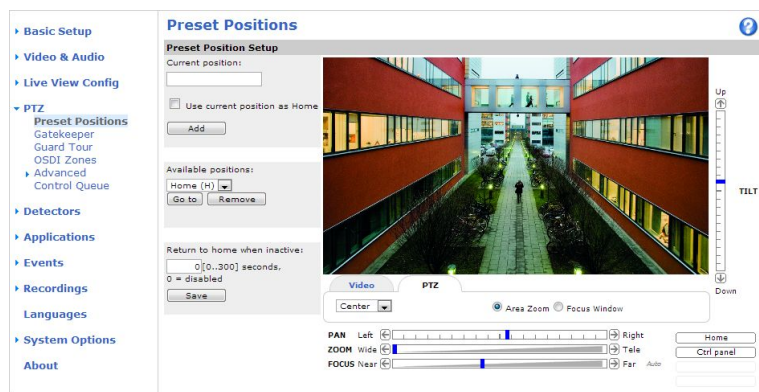 Basic Setup
Video & Audio
Live View Config
PTZ
Preset Positions
Gatekeeper
Guard Tour
OSDI Zones
Advanced
Control Queue
Detectors
Applications
Events
Recordings
Languages
System Options
About
Preset Positions
?
Preset Position Setup
Current position:
Use current position as Home
Add
Available positions:
Home (H)
Go to Remove
Return to home when inactive:
0 [0..300] seconds,
0 = disabled
Save
Up
TILT
Down
Video PTZ
Center Area Zoom Focus Window
PAN Left Right
ZOOM Wide Tele
FOCUS Near Far Auto
Home
Ctrl panel